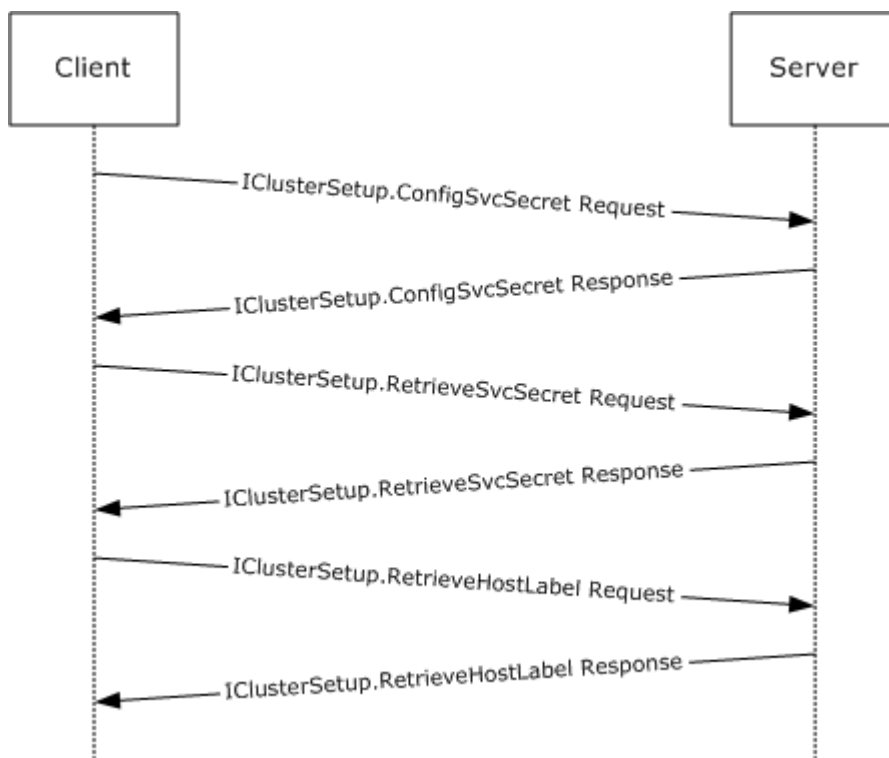 Client
Server
IClusterSetup.ConfigSvcSecret Request
IClusterSetup.ConfigSvcSecret Response
IClusterSetup.RetrieveSvcSecret Request
IClusterSetup.RetrieveSvcSecret Response
IClusterSetup.RetrieveHostLabel Request
IClusterSetup.RetrieveHostLabel Response